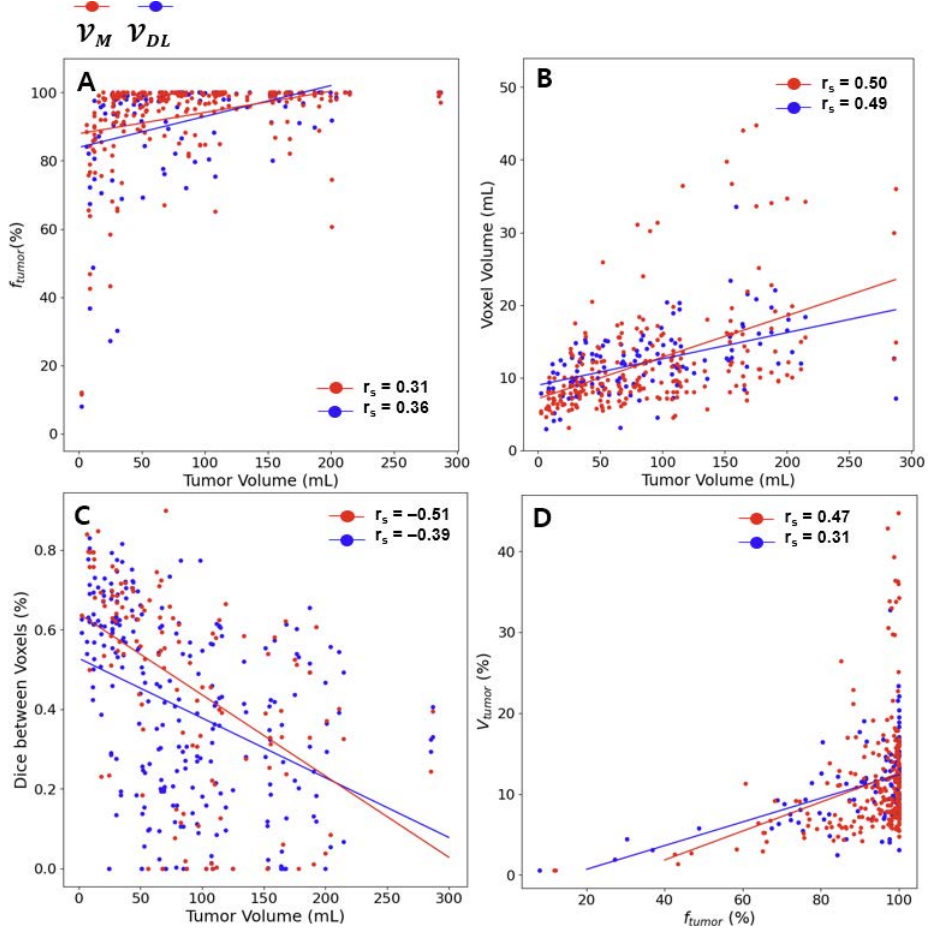 𝒱M 𝒱DL
A
rs = 0.31
rs = 0.36
ftumor(%)
100
80
60
40
20
0
0 50 100 150 200 250 300
Tumor Volume (mL)
B
rs = 0.50
rs = 0.49
Voxel Volume (mL)
50
40
30
20
10
0
0 50 100 150 200 250 300
Tumor Volume (mL)
C
rs = −0.51
rs = −0.39
Dice between Voxels (%)
0.8
0.6
0.4
0.2
0.0
0 50 100 150 200 250 300
Tumor Volume (mL)
D
rs = 0.47
rs = 0.31
Vtumor (%)
40
30
20
10
0
20 40 60 80 100
ftumor (%)